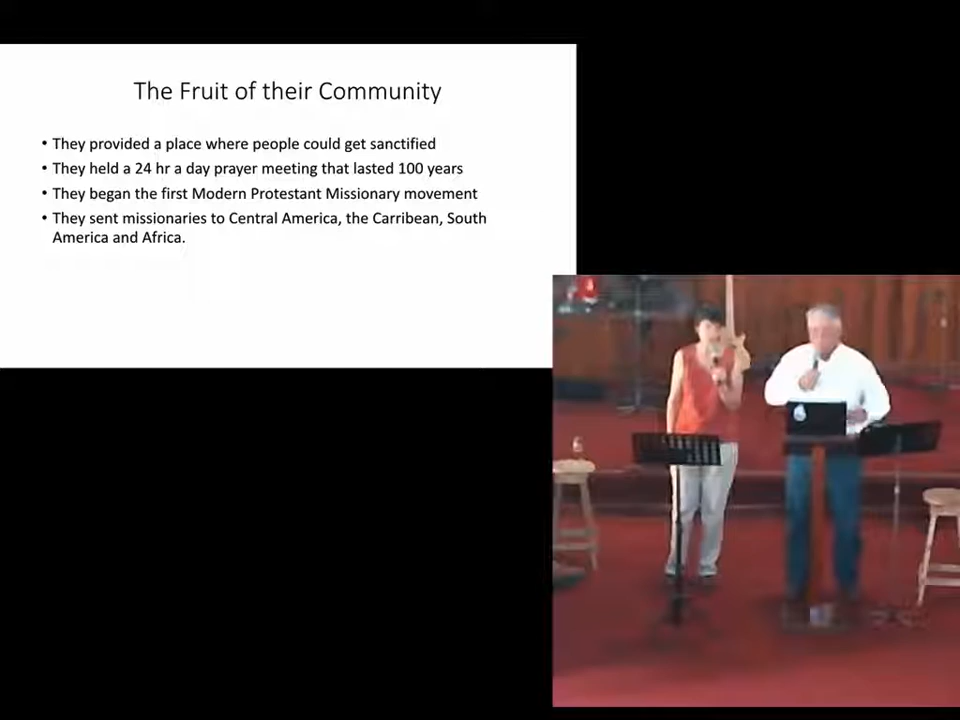 The Fruit of their Community
• They provided a place where people could get sanctified
• They held a 24 hr a day prayer meeting that lasted 100 years
• They began the first Modern Protestant Missionary movement
• They sent missionaries to Central America, the Carribean, South
America and Africa.